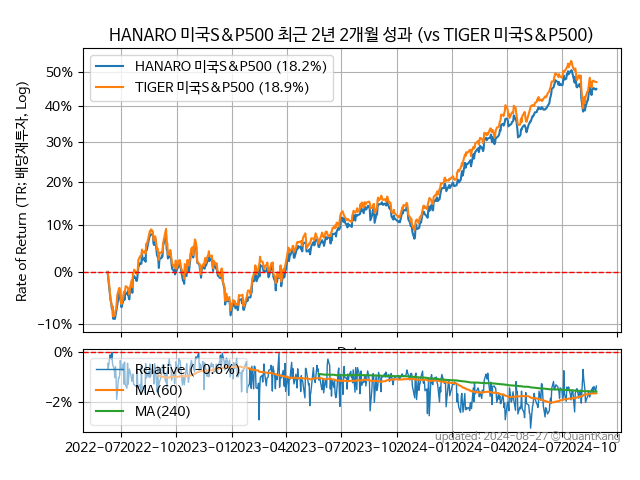 HANARO 미국S&P500 최근 2년 2개월 성과 (vs TIGER 미국S&P500)
Rate of Return (TR: 배당재투자, Log)
HANARO 미국S&P500 (18.2%)
TIGER 미국S&P500 (18.9%)
50%
40%
30%
20%
10%
0%
−10%
0%
−2%
Relative (−0.6%)
MA(60)
MA(240)
updated: 2024-08-27 © QuantKang
2022-07 2022-10 2023-01 2023-04 2023-07 2023-10 2024-01 2024-04 2024-07 2024-10